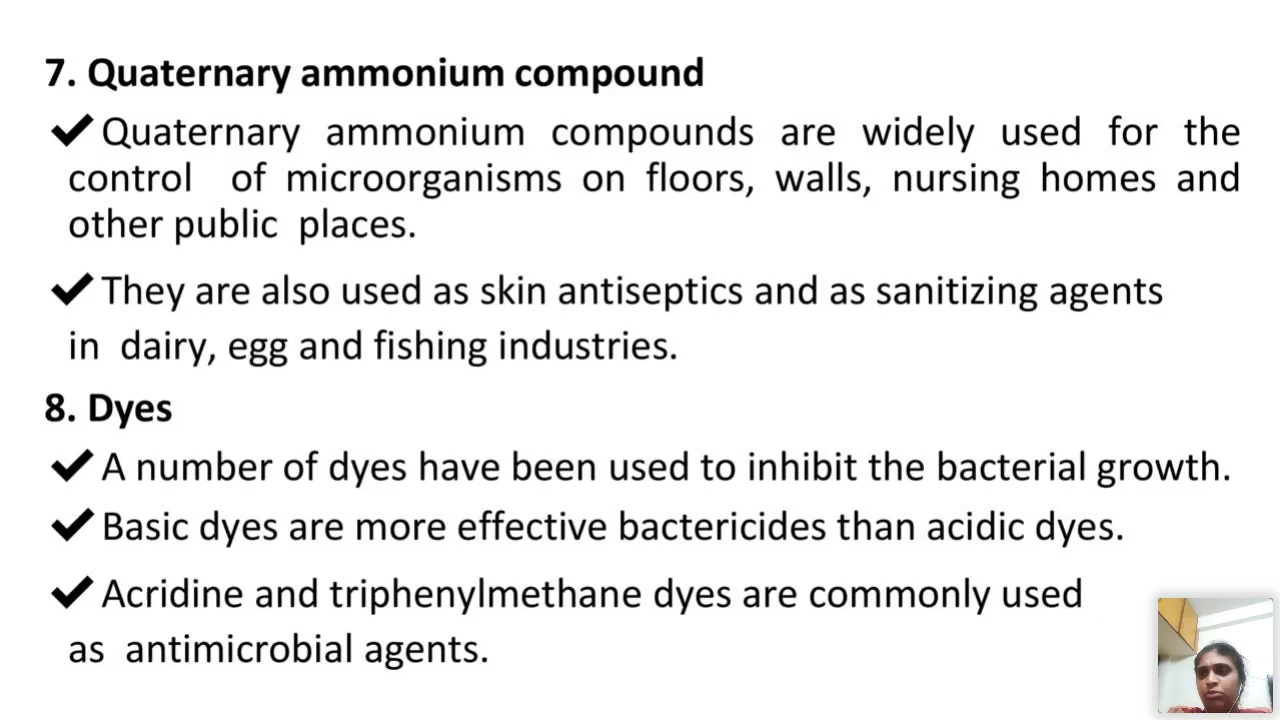 7. Quaternary ammonium compound
✔Quaternary ammonium compounds are widely used for the
control of microorganisms on floors, walls, nursing homes and
other public places.
✔They are also used as skin antiseptics and as sanitizing agents
in dairy, egg and fishing industries.
8. Dyes
✔A number of dyes have been used to inhibit the bacterial growth.
✔Basic dyes are more effective bactericides than acidic dyes.
✔Acridine and triphenylmethane dyes are commonly used
as antimicrobial agents.